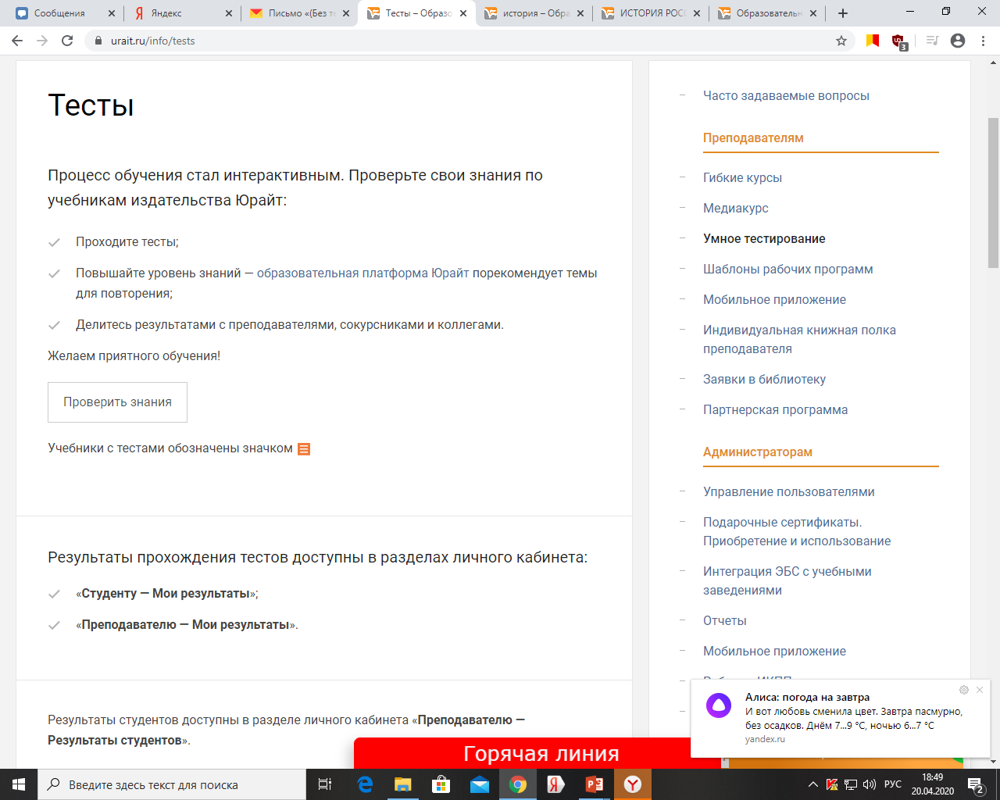 Сообщения
Яндекс
Письмо «(Без т
Тесты – Образо
история – Обра
ИСТОРИЯ РОС
Образовательн
urait.ru/info/tests
3
Тесты
Процесс обучения стал интерактивным. Проверьте свои знания по
учебникам издательства Юрайт:
Проходите тесты;
Повышайте уровень знаний — образовательная платформа Юрайт порекомендует темы
для повторения;
Делитесь результатами с преподавателями, сокурсниками и коллегами.
Желаем приятного обучения!
Проверить знания
Учебники с тестами обозначены значком
Результаты прохождения тестов доступны в разделах личного кабинета:
«Студенту — Мои результаты»;
«Преподавателю — Мои результаты».
Результаты студентов доступны в разделе личного кабинета «Преподавателю —
Результаты студентов».
Часто задаваемые вопросы
Преподавателям
Гибкие курсы
Медиакурс
Умное тестирование
Шаблоны рабочих программ
Мобильное приложение
Индивидуальная книжная полка
преподавателя
Заявки в библиотеку
Партнерская программа
Администраторам
Управление пользователями
Подарочные сертификаты.
Приобретение и использование
Интеграция ЭБС с учебными
заведениями
Отчеты
Мобильное приложение
Алиса: погода на завтра
И вот любовь сменила цвет. Завтра пасмурно,
без осадков. Днём 7...9 °С, ночью 6...7 °С
yandex.ru
Горячая линия
Введите здесь текст для поиска
РУС
18:49
20.04.2020
2